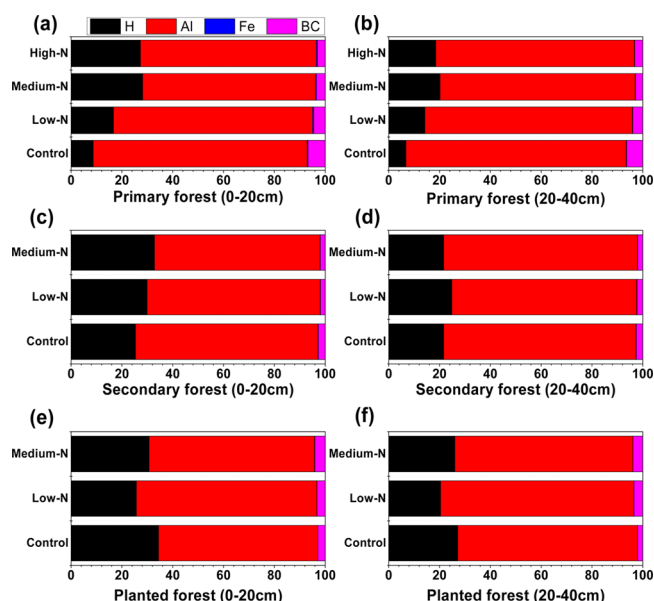 (a) H Al Fe BC
High-N
Medium-N
Low-N
Control
0 20 40 60 80 100
Primary forest (0-20cm)
(b)
High-N
Medium-N
Low-N
Control
0 20 40 60 80 100
Primary forest (20-40cm)
(c)
Medium-N
Low-N
Control
0 20 40 60 80 100
Secondary forest (0-20cm)
(d)
Medium-N
Low-N
Control
0 20 40 60 80 100
Secondary forest (20-40cm)
(e)
Medium-N
Low-N
Control
0 20 40 60 80 100
Planted forest (0-20cm)
(f)
Medium-N
Low-N
Control
0 20 40 60 80 100
Planted forest (20-40cm)